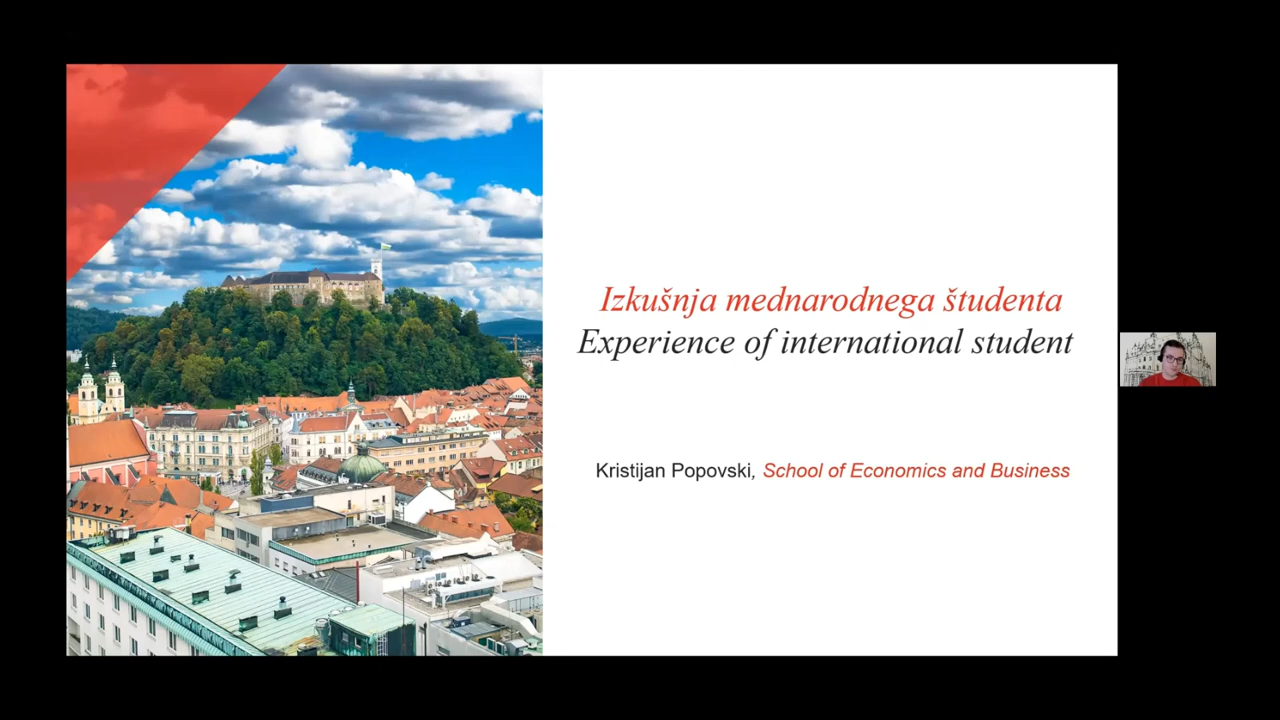 Izkušnja mednarodnega študenta
Experience of international student
Kristijan Popovski, School of Economics and Business